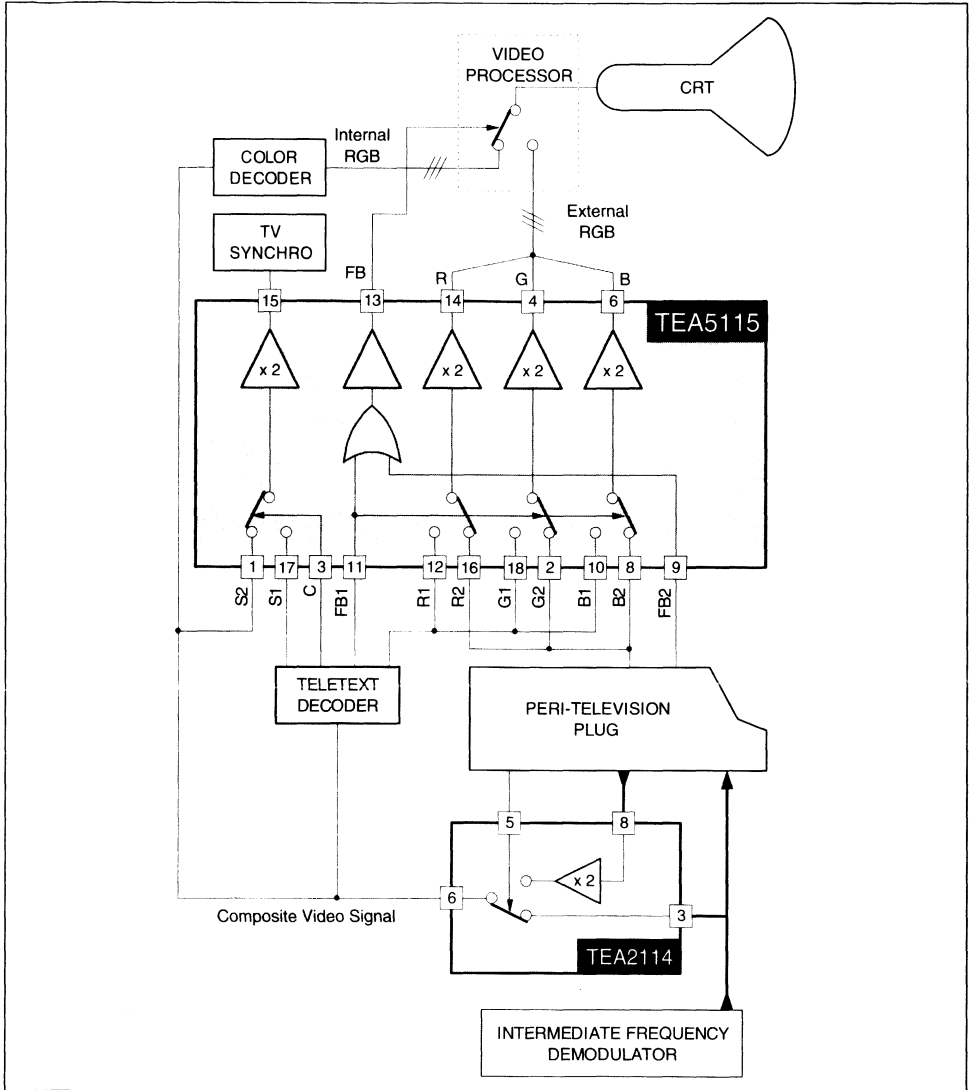 VIDEO
PROCESSOR
CRT
Internal
RGB
COLOR
DECODER
External
RGB
TV
SYNCHRO
FB
R
G
B
15
13
14
4
6
TEA5115
x 2
x 2
x 2
x 2
1
17
3
11
12
16
18
2
10
8
9
S2
S1
C
FB1
R1
R2
G1
G2
B1
B2
FB2
TELETEXT
DECODER
PERI-TELEVISION
PLUG
5
8
x 2
6
3
Composite Video Signal
TEA2114
INTERMEDIATE FREQUENCY
DEMODULATOR